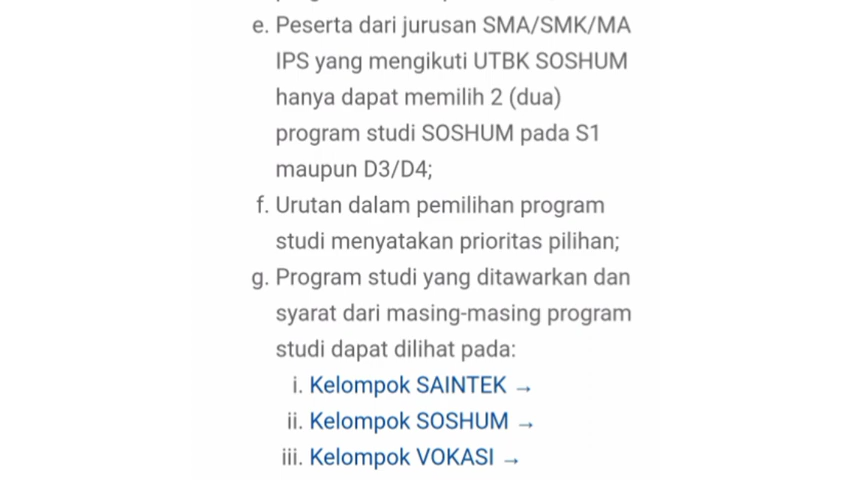 e. Peserta dari jurusan SMA/SMK/MA
IPS yang mengikuti UTBK SOSHUM
hanya dapat memilih 2 (dua)
program studi SOSHUM pada S1
maupun D3/D4;
f. Urutan dalam pemilihan program
studi menyatakan prioritas pilihan;
g. Program studi yang ditawarkan dan
syarat dari masing-masing program
studi dapat dilihat pada:
i. Kelompok SAINTEK →
ii. Kelompok SOSHUM →
iii. Kelompok VOKASI →